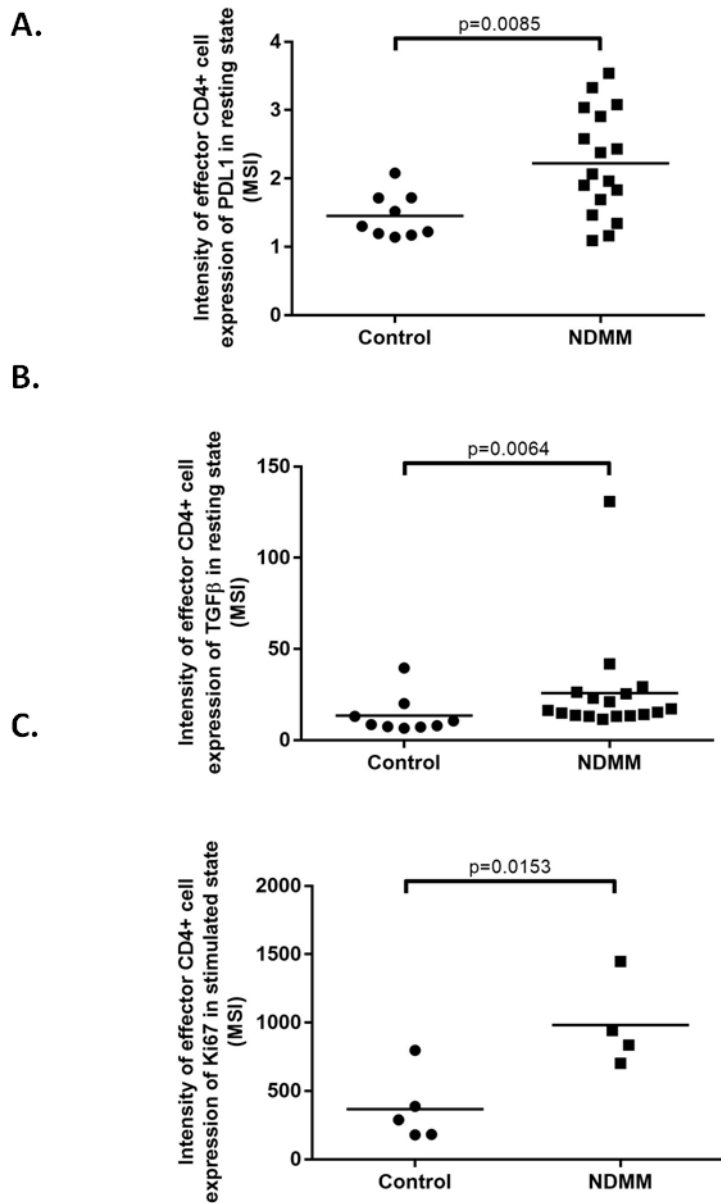 A.
Intensity of effector CD4+ cell
expression of PDL1 in resting state
(MSI)
p=0.0085
4
3
2
1
0
Control
NDMM
B.
Intensity of effector CD4+ cell
expression of TGFβ in resting state
(MSI)
p=0.0064
150
100
50
0
Control
NDMM
C.
Intensity of effector CD4+ cell
expression of Ki67 in stimulated state
(MSI)
p=0.0153
2000
1500
1000
500
0
Control
NDMM